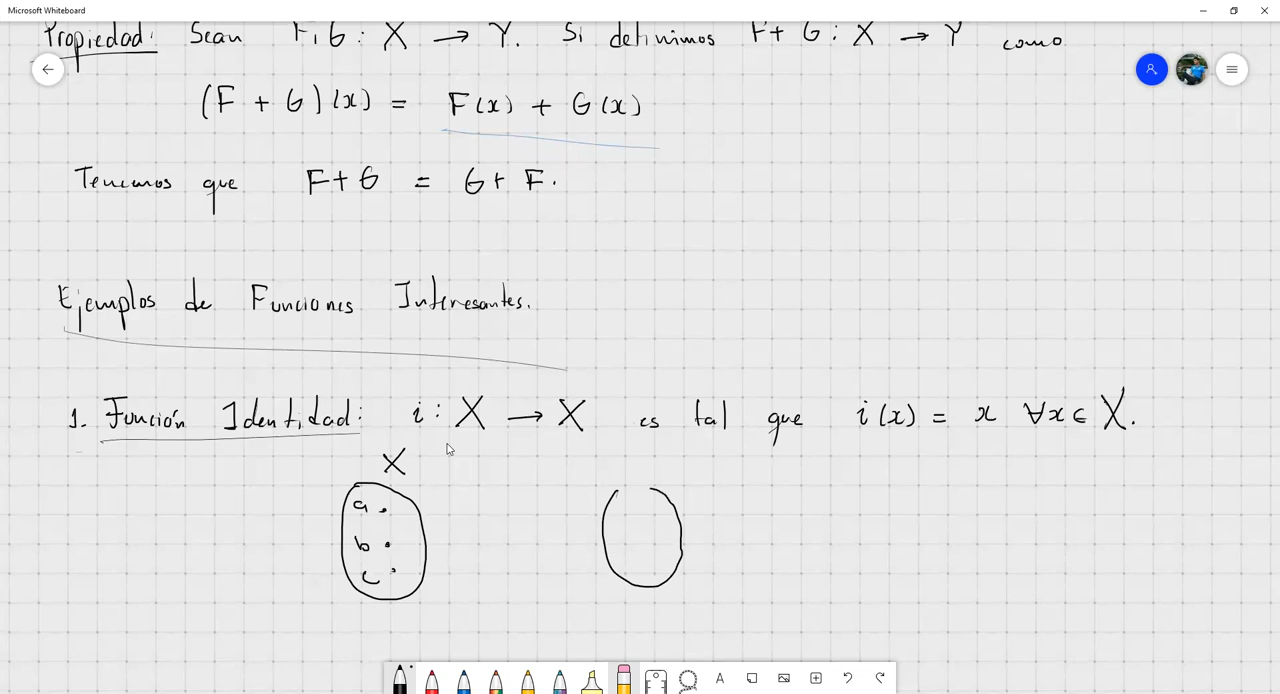 Microsoft Whiteboard
Propiedad: Sean F, G : X → Y. Si definimos F + G : X → Y como
(F + G)(x) = F(x) + G(x)
Tenemos que F + G = G + F.
Ejemplos de Funciones Interesantes.
1. Función Identidad: i : X → X es tal que i(x) = x ∀x ∈ X.
X
a
b
c
A